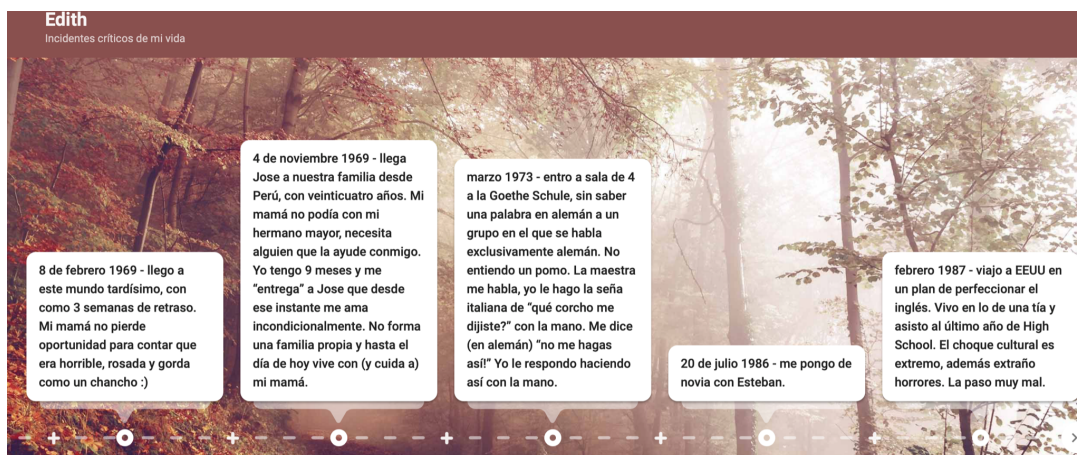 Edith
Incidentes críticos de mi vida
8 de febrero 1969 - llego a
este mundo tardísimo, con
como 3 semanas de retraso.
Mi mamá no pierde
oportunidad para contar que
era horrible, rosada y gorda
como un chancho :)
4 de noviembre 1969 - llega
Jose a nuestra familia desde
Perú, con veinticuatro años. Mi
mamá no podía con mi
hermano mayor, necesita
alguien que la ayude conmigo.
Yo tengo 9 meses y me
“entrega” a Jose que desde
ese instante me ama
incondicionalmente. No forma
una familia propia y hasta el
día de hoy vive con (y cuida a)
mi mamá.
marzo 1973 - entro a sala de 4
a la Goethe Schule, sin saber
una palabra en alemán a un
grupo en el que se habla
exclusivamente alemán. No
entiendo un pomo. La maestra
me habla, yo le hago la seña
italiana de “qué corcho me
dijiste?” con la mano. Me dice
(en alemán) “no me hagas
así!” Yo le respondo haciendo
así con la mano.
20 de julio 1986 - me pongo de
novia con Esteban.
febrero 1987 - viajo a EEUU en
un plan de perfeccionar el
inglés. Vivo en lo de una tía y
asisto al último año de High
School. El choque cultural es
extremo, además extraño
horrores. La paso muy mal.